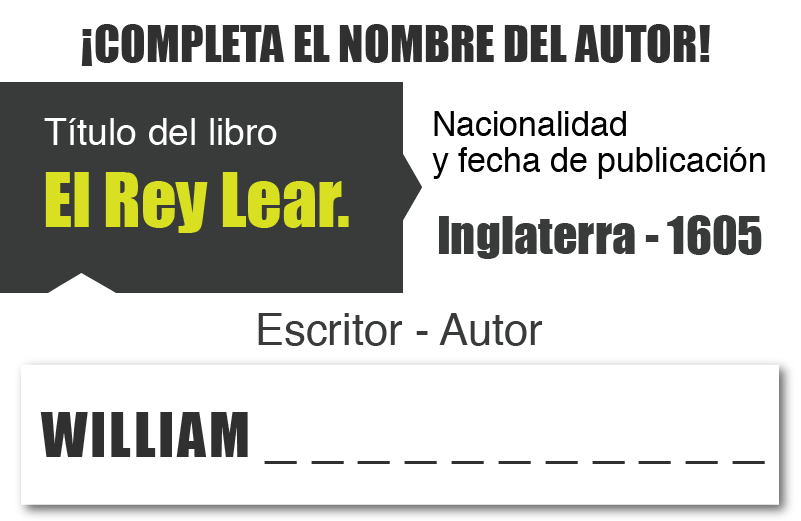 ¡COMPLETA EL NOMBRE DEL AUTOR!
Título del libro
El Rey Lear.
Nacionalidad
y fecha de publicación
Inglaterra - 1605
Escritor - Autor
WILLIAM _ _ _ _ _ _ _ _ _ _ _